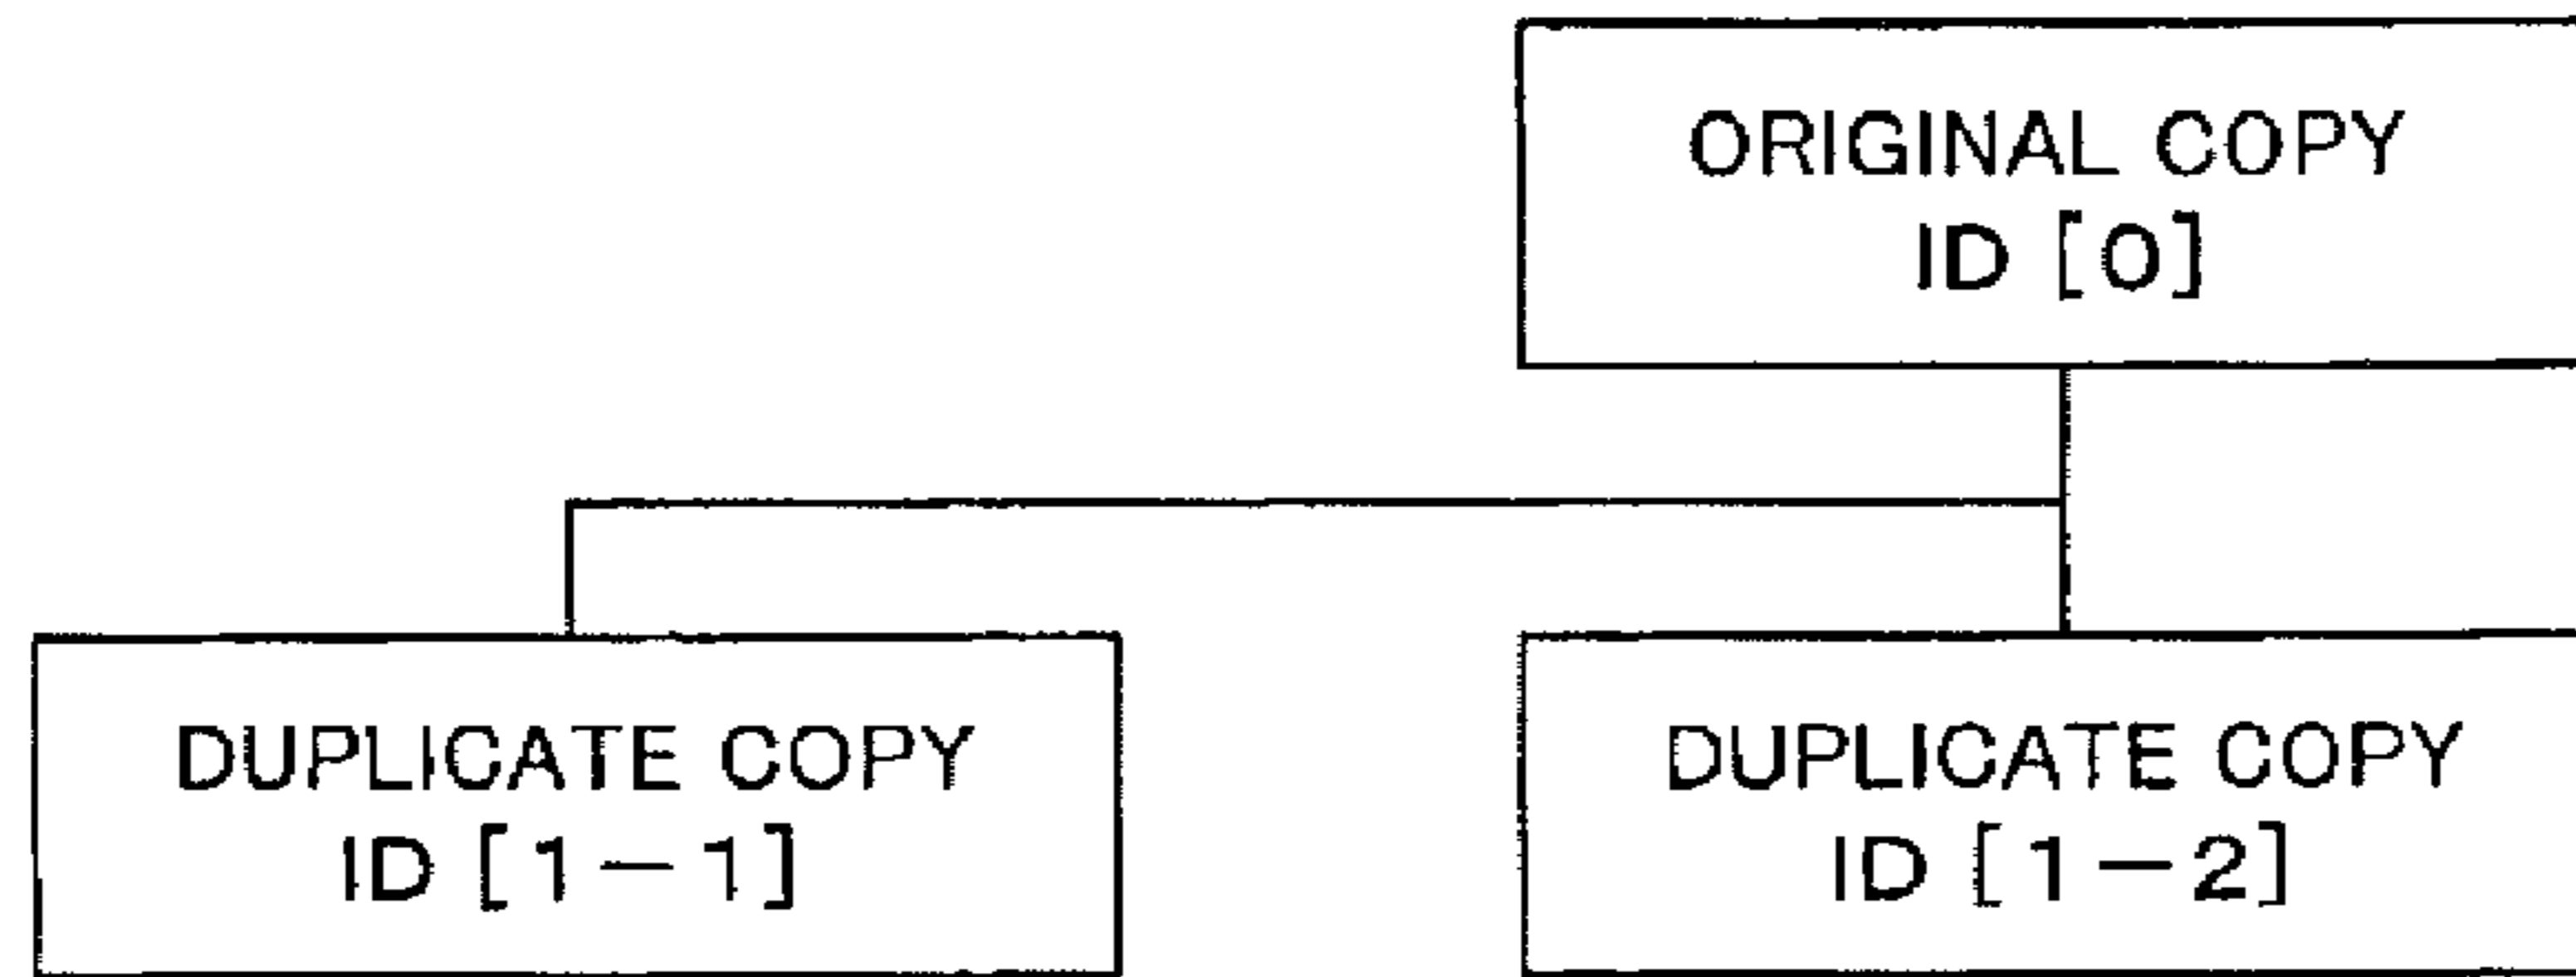 ORIGINAL COPY
ID [0]
DUPLICATE COPY
ID [1-1]
DUPLICATE COPY
ID [1-2]